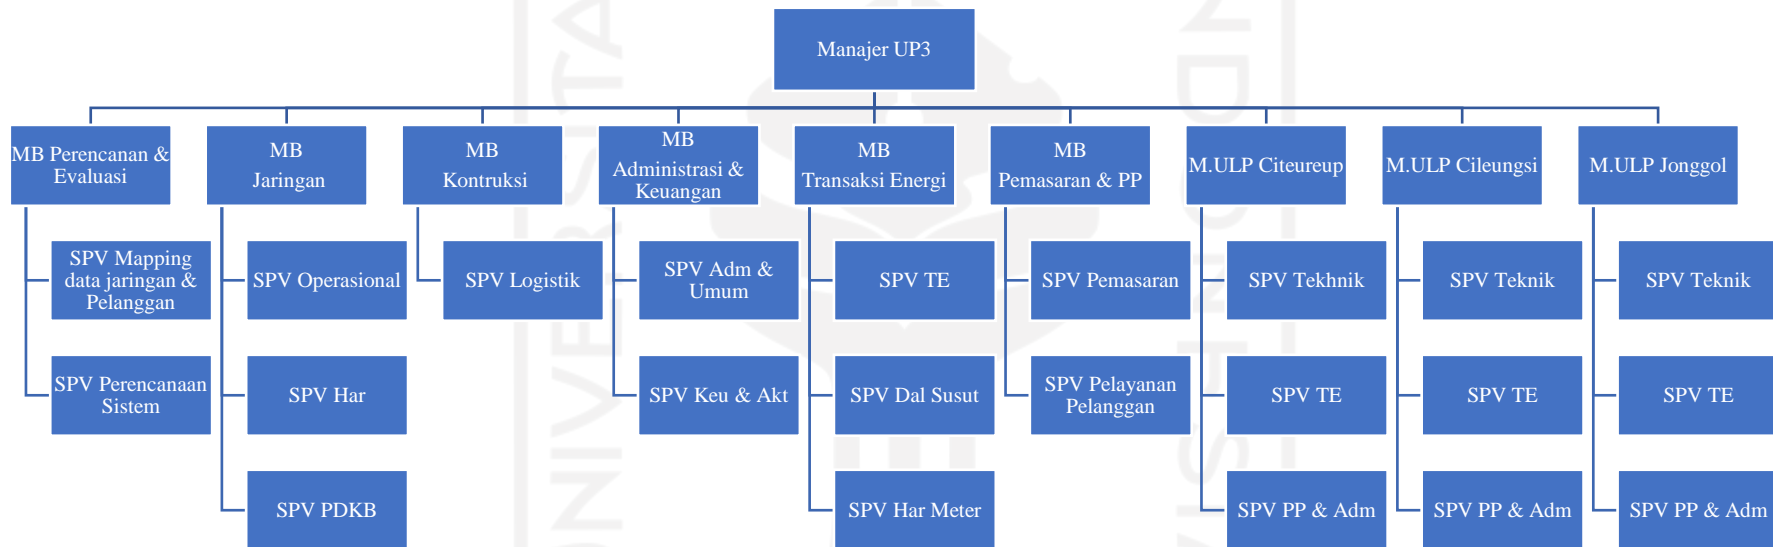 Manajer UP3
MB Perencanan &
Evaluasi
MB
Jaringan
MB
Kontruksi
MB
Administrasi &
Keuangan
MB
Transaksi Energi
MB
Pemasaran & PP
M.ULP Citeureup
M.ULP Cileungsi
M.ULP Jonggol
SPV Mapping
data jaringan &
Pelanggan
SPV Operasional
SPV Logistik
SPV Adm &
Umum
SPV TE
SPV Pemasaran
SPV Tekhnik
SPV Teknik
SPV Teknik
SPV Perencanaan
Sistem
SPV Har
SPV Keu & Akt
SPV Dal Susut
SPV Pelayanan
Pelanggan
SPV TE
SPV TE
SPV TE
SPV PDKB
SPV Har Meter
SPV PP & Adm
SPV PP & Adm
SPV PP & Adm